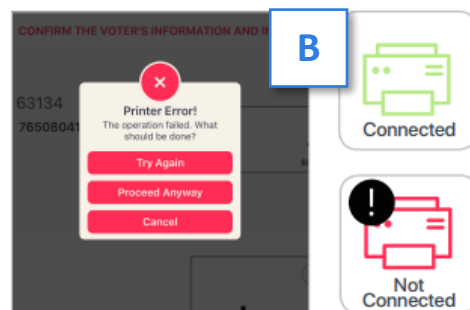 CONFIRM THE VOTER'S INFORMATION AND
B
63134
76508041
Printer Error!
The operation failed. What
should be done?
Try Again
Proceed Anyway
Cancel
Connected
!
Not
Connected